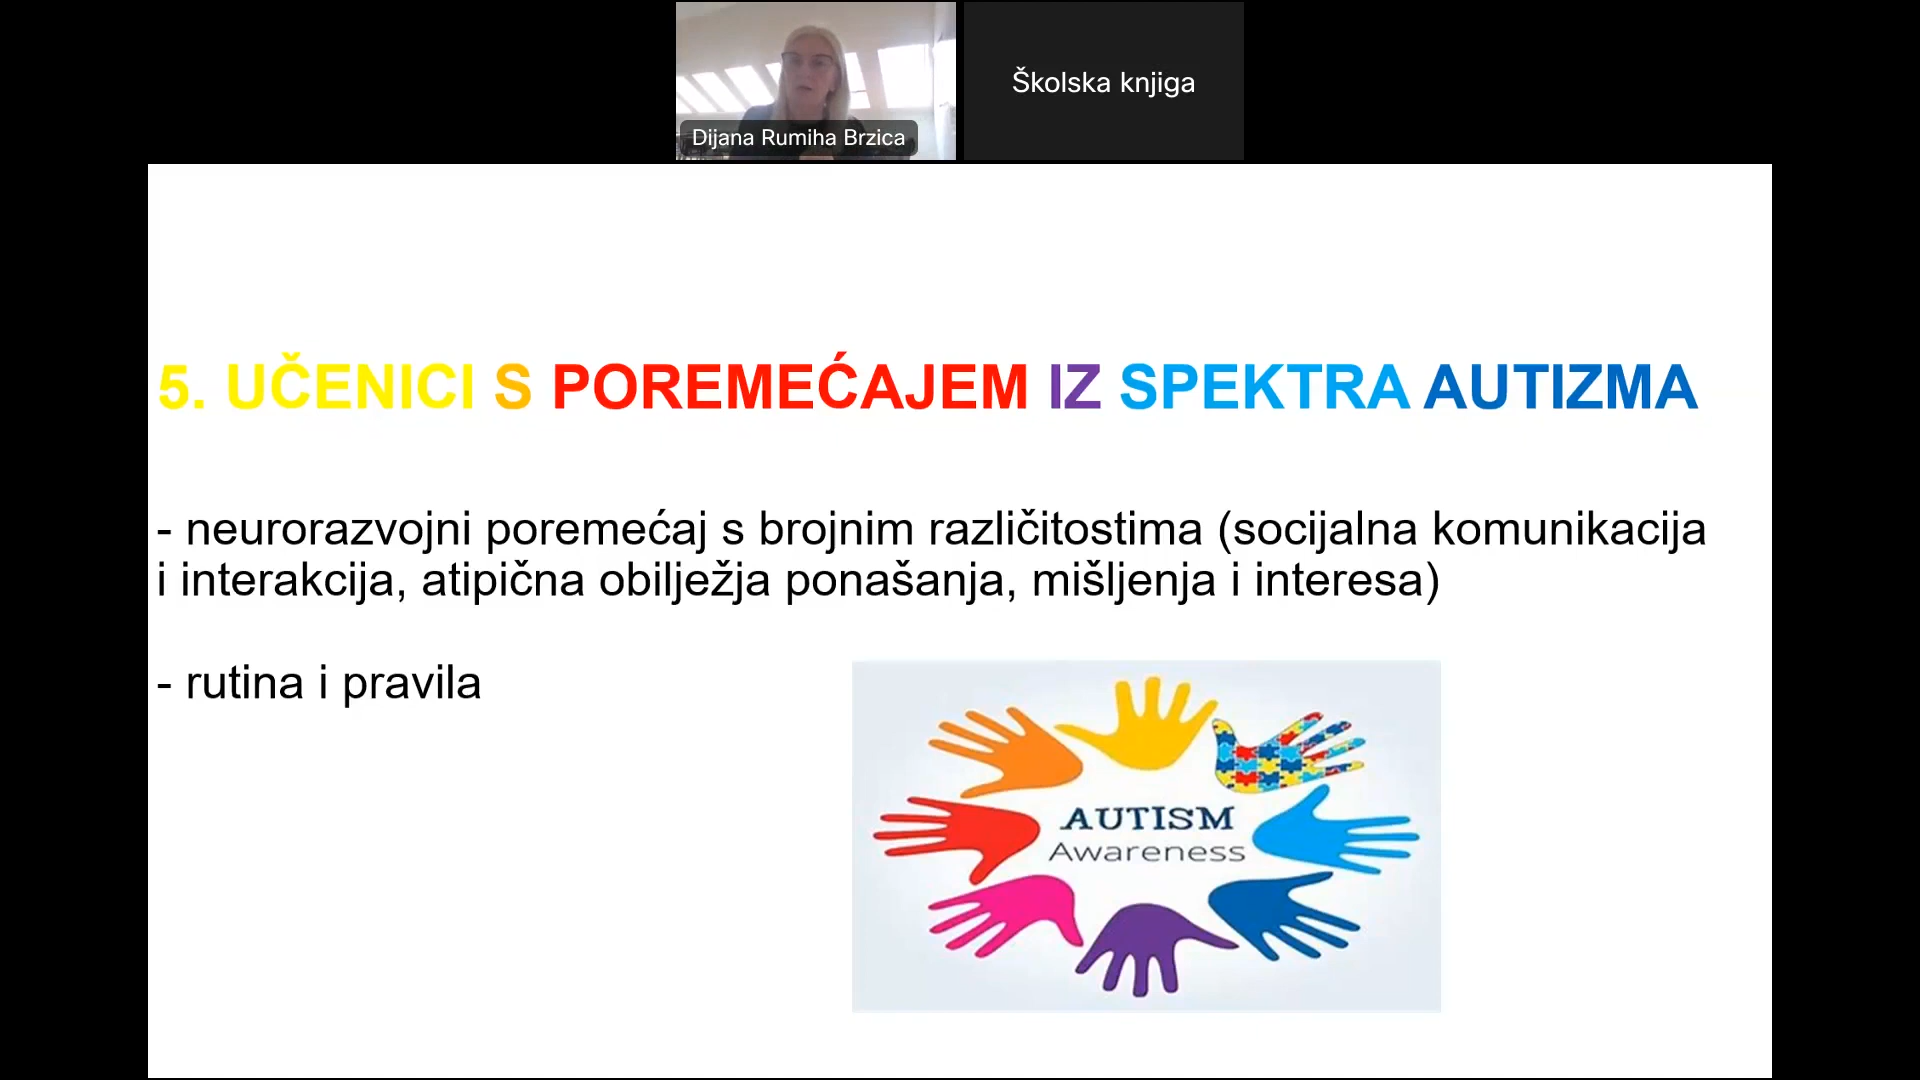 Dijana Rumiha Brzica
Školska knjiga
5. UČENICI S POREMEĆAJEM IZ SPEKTRA AUTIZMA
- neurorazvojni poremećaj s brojnim različitostima (socijalna komunikacija
i interakcija, atipična obilježja ponašanja, mišljenja i interesa)
- rutina i pravila
AUTISM
Awareness